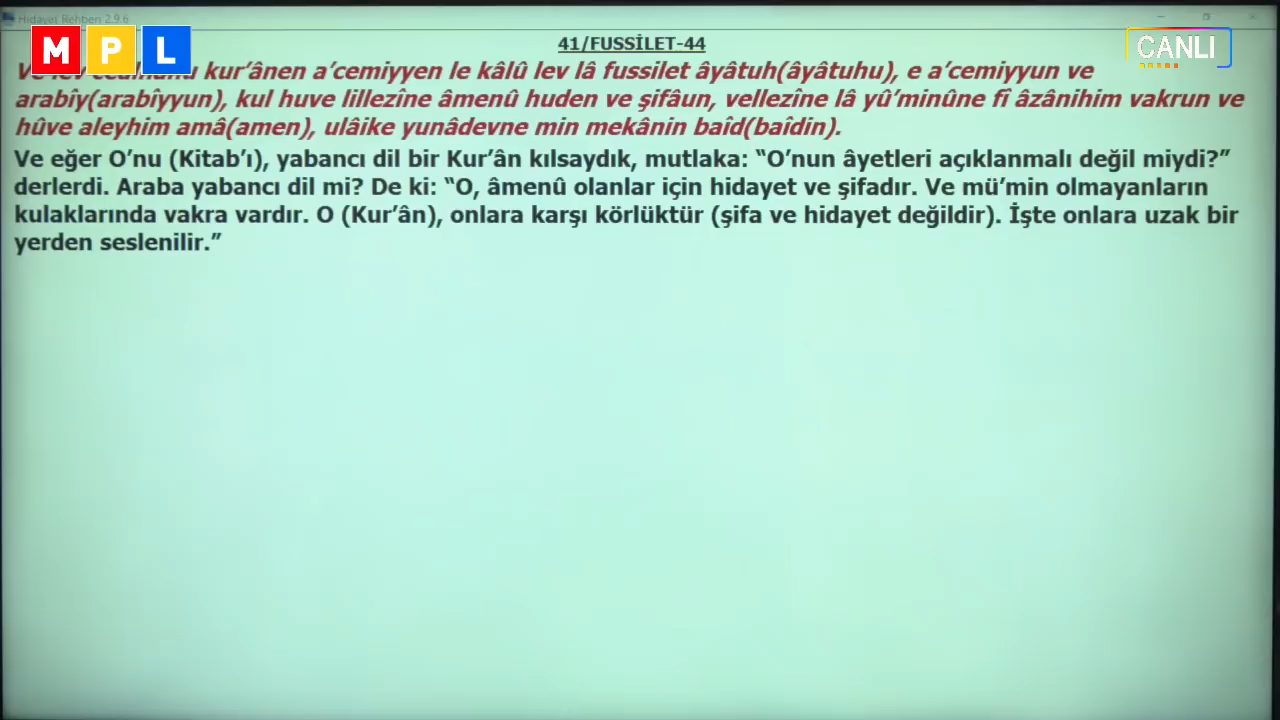 Hidayet Rehberi 2.9.6
MPL
CANLI
41/FUSSİLET-44
kur’ânen a’cemiyyen le kâlû lev lâ fussilet âyâtuh(âyâtuhu), e a’cemiyyun ve
arabîy(arabîyyun), kul huve lillezîne âmenû huden ve şifâun, vellezîne lâ yû’minûne fî âzânihim vakrun ve
hûve aleyhim amâ(amen), ulâike yunâdevne min mekânin baîd(baîdin).
Ve eğer O’nu (Kitab’ı), yabancı dil bir Kur’ân kılsaydık, mutlaka: “O’nun âyetleri açıklanmalı değil miydi?”
derlerdi. Araba yabancı dil mi? De ki: “O, âmenû olanlar için hidayet ve şifadır. Ve mü’min olmayanların
kulaklarında vakra vardır. O (Kur’ân), onlara karşı körlüktür (şifa ve hidayet değildir). İşte onlara uzak bir
yerden seslenilir.”